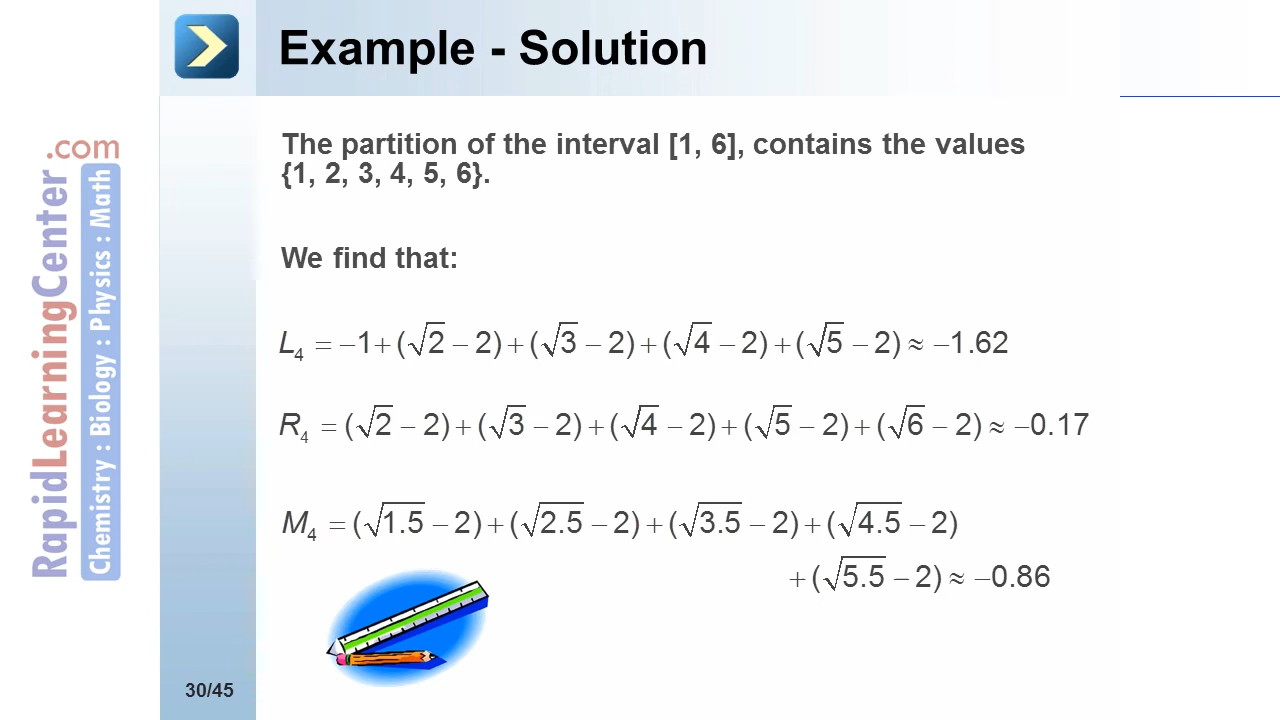 Example - Solution
The partition of the interval [1, 6], contains the values
{1, 2, 3, 4, 5, 6}.
We find that:
L₄ = −1+(√2 − 2)+(√3 − 2)+(√4 − 2)+(√5 − 2) ≈ −1.62
R₄ = (√2 − 2)+(√3 − 2)+(√4 − 2)+(√5 − 2)+(√6 − 2) ≈ −0.17
M₄ = (√1.5 − 2)+(√2.5 − 2)+(√3.5 − 2)+(√4.5 − 2)
+(√5.5 − 2) ≈ −0.86
RapidLearningCenter.com
Chemistry : Biology : Physics : Math
30/45